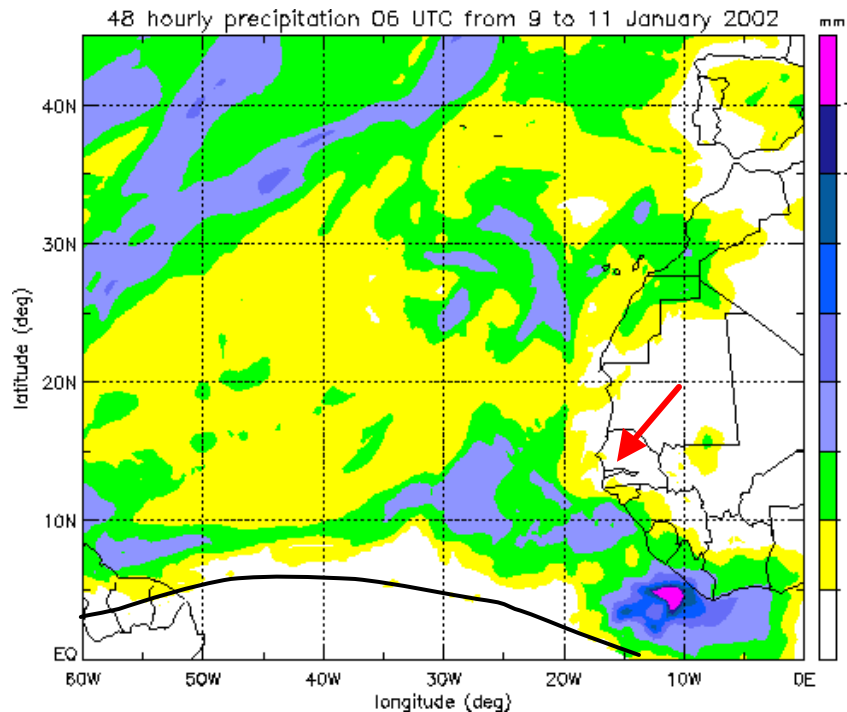 48 hourly precipitation 06 UTC from 9 to 11 January 2002
mm
40N
30N
20N
10N
EQ
latitude (deg)
60W 50W 40W 30W 20W 10W 0E
longitude (deg)